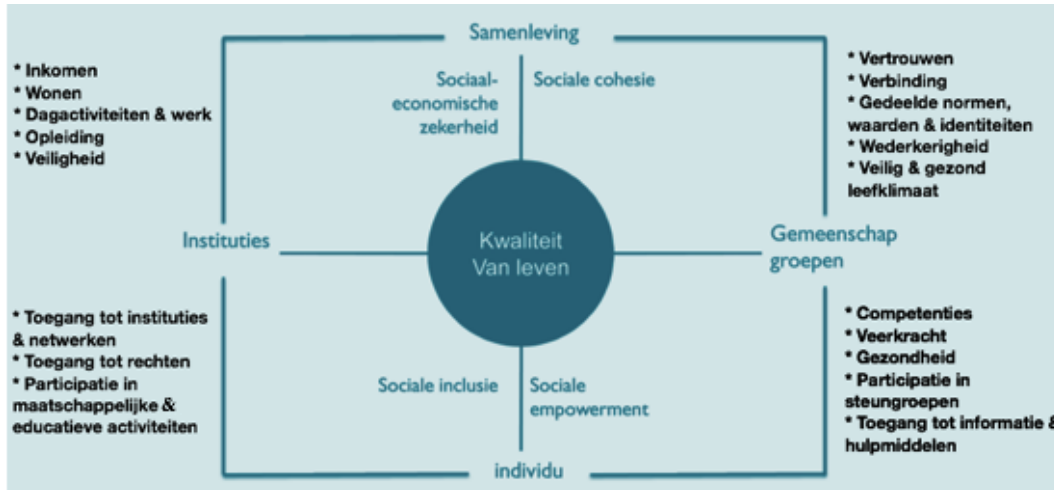 Samenleving
* Inkomen
* Wonen
* Dagactiviteiten & werk
* Opleiding
* Veiligheid
Sociaal-
economische
zekerheid
Sociale cohesie
* Vertrouwen
* Verbinding
* Gedeelde normen,
waarden & identiteiten
* Wederkerigheid
* Veilig & gezond
leefklimaat
Instituties
Kwaliteit
Van leven
Gemeenschap
groepen
* Toegang tot instituties
& netwerken
* Toegang tot rechten
* Participatie in
maatschappelijke &
educatieve activiteiten
Sociale inclusie
Sociale
empowerment
* Competenties
* Veerkracht
* Gezondheid
* Participatie in
steungroepen
* Toegang tot informatie &
hulpmiddelen
individu